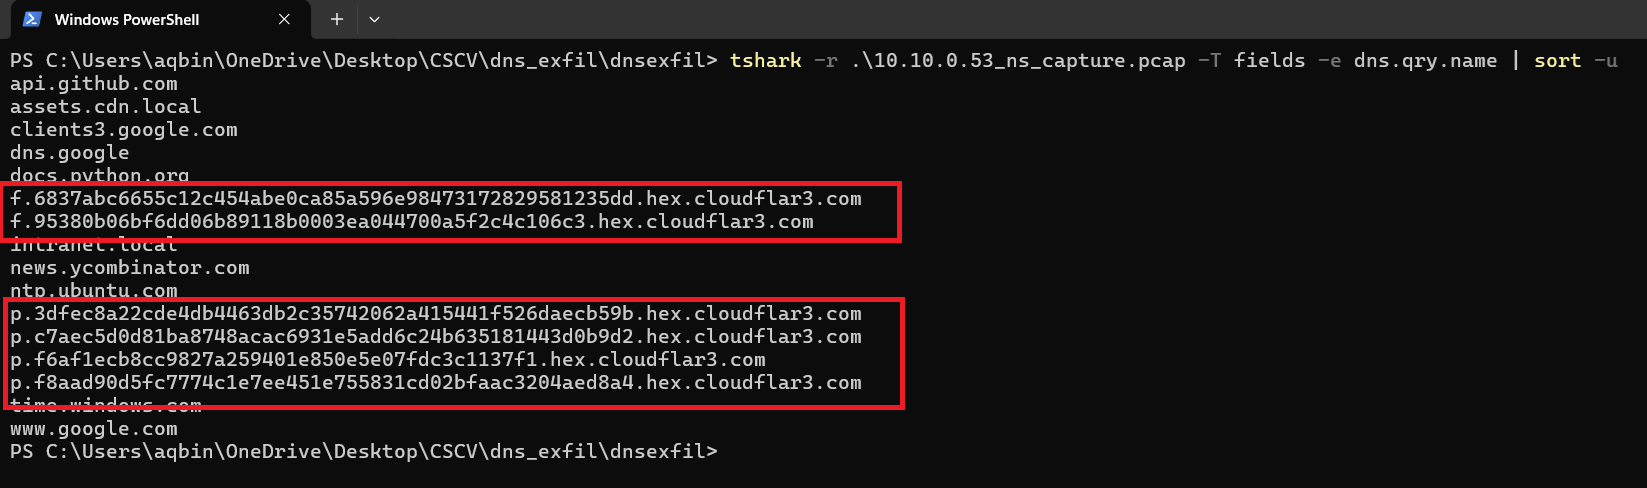 Windows PowerShell
PS C:\Users\aqbin\OneDrive\Desktop\CSCV\dns_exfil\dnsexfil> tshark -r .\10.10.0.53_ns_capture.pcap -T fields -e dns.qry.name | sort -u
api.github.com
assets.cdn.local
clients3.google.com
dns.google
docs.python.org
f.6837abc6655c12c454abe0ca85a596e98473172829581235dd.hex.cloudflar3.com
f.95380b06bf6dd06b89118b0003ea044700a5f2c4c106c3.hex.cloudflar3.com
intranet.local
news.ycombinator.com
ntp.ubuntu.com
p.3dfec8a22cde4db4463db2c35742062a415441f526daecb59b.hex.cloudflar3.com
p.c7aec5d0d81ba8748acac6931e5add6c24b635181443d0b9d2.hex.cloudflar3.com
p.f6af1ecb8cc9827a259401e850e5e07fdc3c1137f1.hex.cloudflar3.com
p.f8aad90d5fc7774c1e7ee451e755831cd02bfaac3204aed8a4.hex.cloudflar3.com
time.windows.com
www.google.com
PS C:\Users\aqbin\OneDrive\Desktop\CSCV\dns_exfil\dnsexfil>